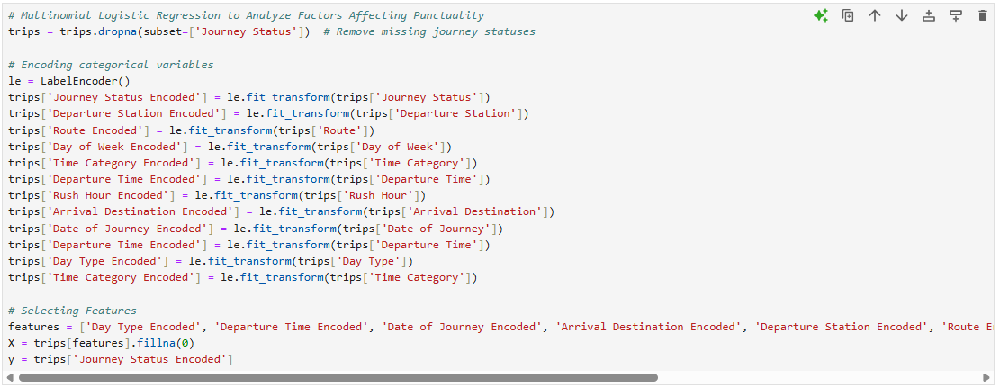 # Multinomial Logistic Regression to Analyze Factors Affecting Punctuality
trips = trips.dropna(subset=['Journey Status'])  # Remove missing journey statuses

# Encoding categorical variables
le = LabelEncoder()
trips['Journey Status Encoded'] = le.fit_transform(trips['Journey Status'])
trips['Departure Station Encoded'] = le.fit_transform(trips['Departure Station'])
trips['Route Encoded'] = le.fit_transform(trips['Route'])
trips['Day of Week Encoded'] = le.fit_transform(trips['Day of Week'])
trips['Time Category Encoded'] = le.fit_transform(trips['Time Category'])
trips['Departure Time Encoded'] = le.fit_transform(trips['Departure Time'])
trips['Rush Hour Encoded'] = le.fit_transform(trips['Rush Hour'])
trips['Arrival Destination Encoded'] = le.fit_transform(trips['Arrival Destination'])
trips['Date of Journey Encoded'] = le.fit_transform(trips['Date of Journey'])
trips['Departure Time Encoded'] = le.fit_transform(trips['Departure Time'])
trips['Day Type Encoded'] = le.fit_transform(trips['Day Type'])
trips['Time Category Encoded'] = le.fit_transform(trips['Time Category'])

# Selecting Features
features = ['Day Type Encoded', 'Departure Time Encoded', 'Date of Journey Encoded', 'Arrival Destination Encoded', 'Departure Station Encoded', 'Route
X = trips[features].fillna(0)
y = trips['Journey Status Encoded']